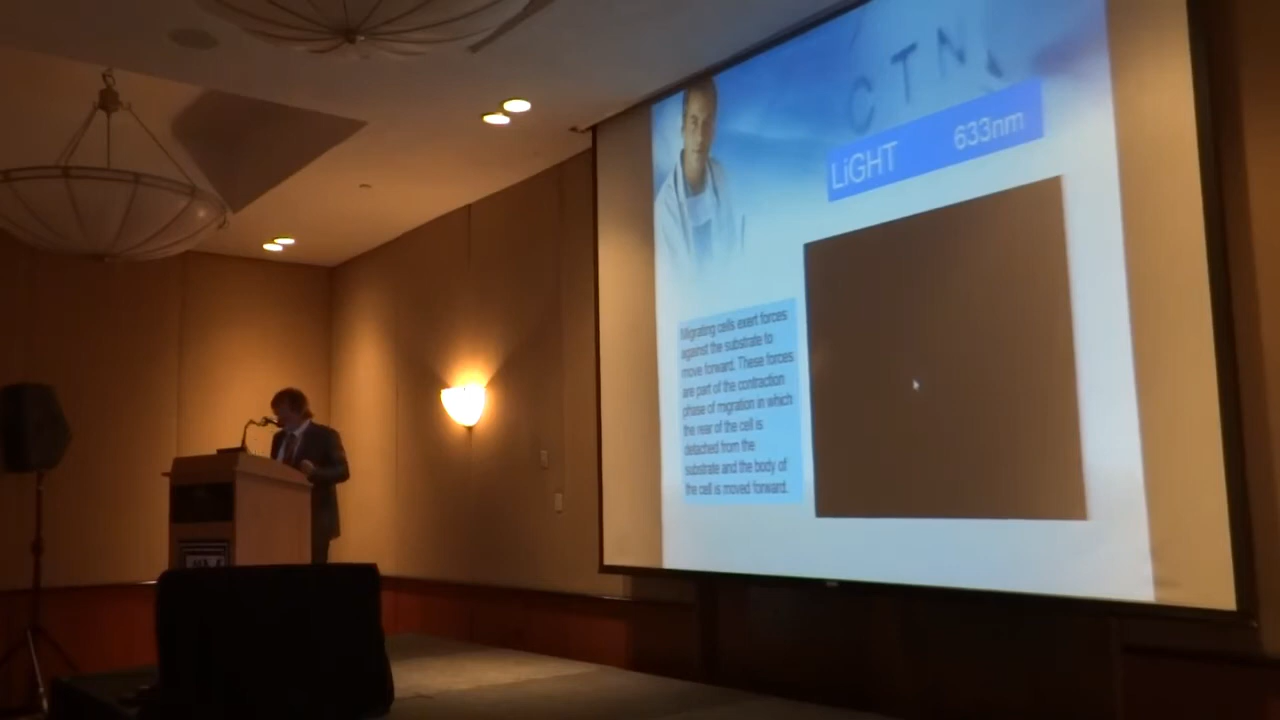 CTN
LiGHT 633nm
Migrating cells exert forces
against the substrate to
move forward. These forces
are part of the contraction
phase of migration in which
the rear of the cell is
detached from the
substrate and the body of
the cell is moved forward.